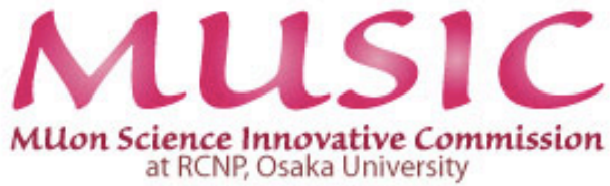 MUSIC
MUon Science Innovative Commission
at RCNP, Osaka University